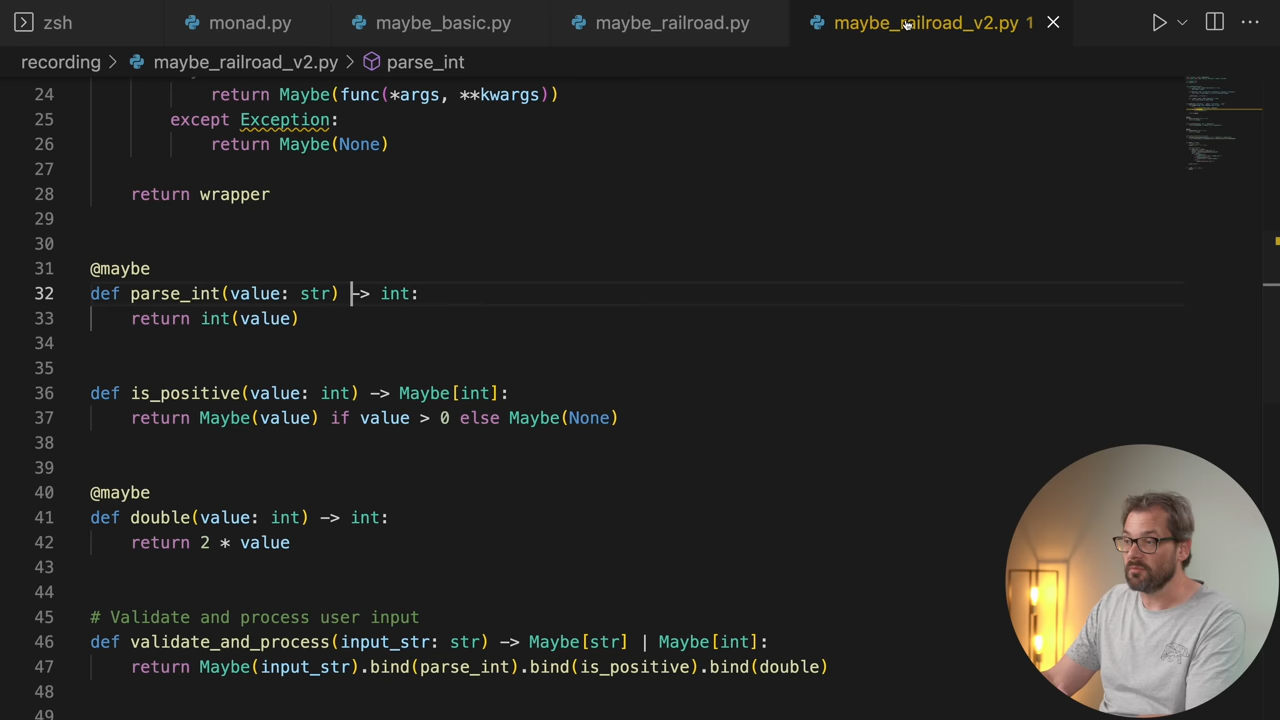 zsh
monad.py
maybe_basic.py
maybe_railroad.py
maybe_railroad_v2.py 1
recording > maybe_railroad_v2.py > parse_int
24 return Maybe(func(*args, **kwargs))
25 except Exception:
26 return Maybe(None)
27
28 return wrapper
29
30
31 @maybe
32 def parse_int(value: str) -> int:
33 return int(value)
34
35
36 def is_positive(value: int) -> Maybe[int]:
37 return Maybe(value) if value > 0 else Maybe(None)
38
39
40 @maybe
41 def double(value: int) -> int:
42 return 2 * value
43
44
45 # Validate and process user input
46 def validate_and_process(input_str: str) -> Maybe[str] | Maybe[int]:
47 return Maybe(input_str).bind(parse_int).bind(is_positive).bind(double)
48
49